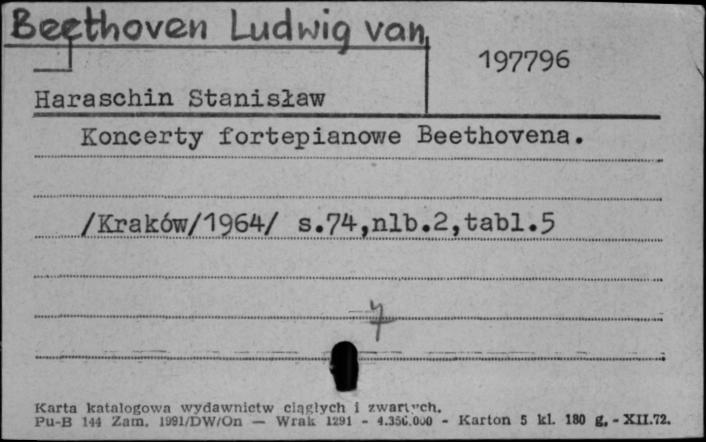 Beethoven Ludwig van
197796
Haraschin Stanisław
Koncerty fortepianowe Beethovena.
/Kraków/1964/ s.74,nlb.2,tabl.5
7
Karta katalogowa wydawnictw ciągłych i zwartych.
Pu-B 144 Zam. 1991/DW/On — Wrak 1291 - 4.350.000 - Karton 5 kl. 180 g. - XII.72.